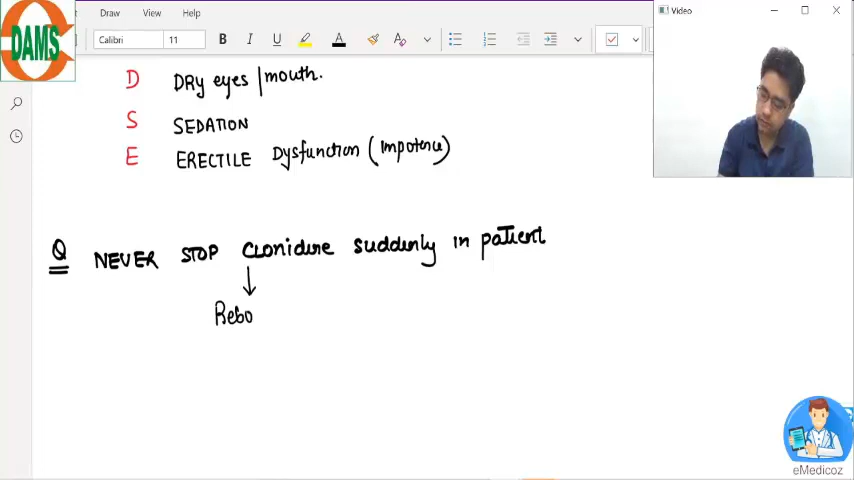 Draw View Help
Video
DAMS
Calibri 11 B I U A
D DRy eyes / mouth.
S SEDATION
E ERECTILE Dysfunction (Impotence)
Q NEVER STOP Clonidine suddenly in patient
Rebo
eMedicoz